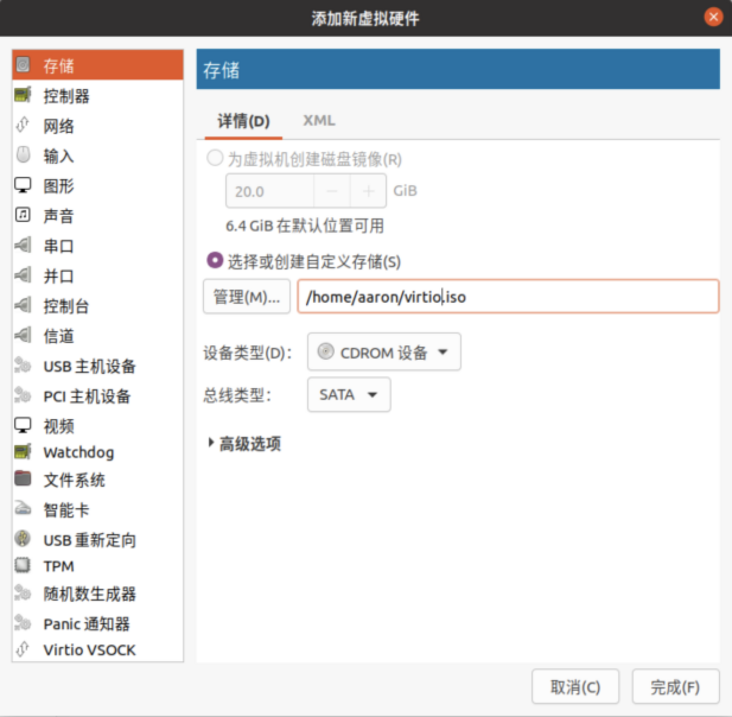 添加新虚拟硬件
存储
控制器
网络
输入
图形
声音
串口
并口
控制台
信道
USB 主机设备
PCI 主机设备
视频
Watchdog
文件系统
智能卡
USB 重新定向
TPM
随机数生成器
Panic 通知器
Virtio VSOCK
存储
详情(D) XML
为虚拟机创建磁盘镜像(R)
20.0 − + GiB
6.4 GiB 在默认位置可用
选择或创建自定义存储(S)
管理(M)... /home/aaron/virtio.iso
设备类型(D)： CDROM 设备
总线类型： SATA
高级选项
取消(C) 完成(F)